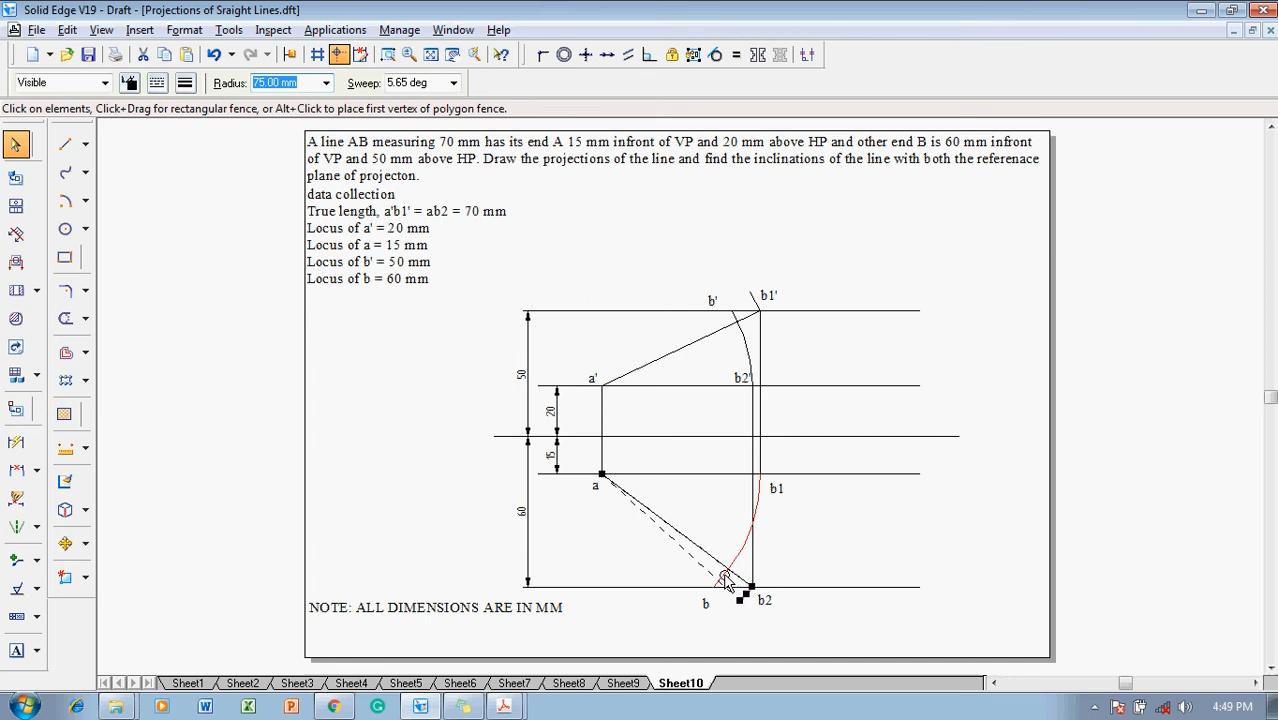 Solid Edge V19 - Draft - [Projections of Sraight Lines.dft]
File Edit View Insert Format Tools Inspect Applications Manage Window Help
Visible Radius: 75.00 mm Sweep: 5.65 deg
Click on elements, Click+Drag for rectangular fence, or Alt+Click to place first vertex of polygon fence.
A line AB measuring 70 mm has its end A 15 mm infront of VP and 20 mm above HP and other end B is 60 mm infront
of VP and 50 mm above HP. Draw the projections of the line and find the inclinations of the line with both the referenace
plane of projecton.
data collection
True length, a'b1' = ab2 = 70 mm
Locus of a' = 20 mm
Locus of a = 15 mm
Locus of b' = 50 mm
Locus of b = 60 mm
b' b1'
50
a' b2'
20
15
a b1
60
b b2
NOTE: ALL DIMENSIONS ARE IN MM
Sheet1 Sheet2 Sheet3 Sheet4 Sheet5 Sheet6 Sheet7 Sheet8 Sheet9 Sheet10
4:49 PM